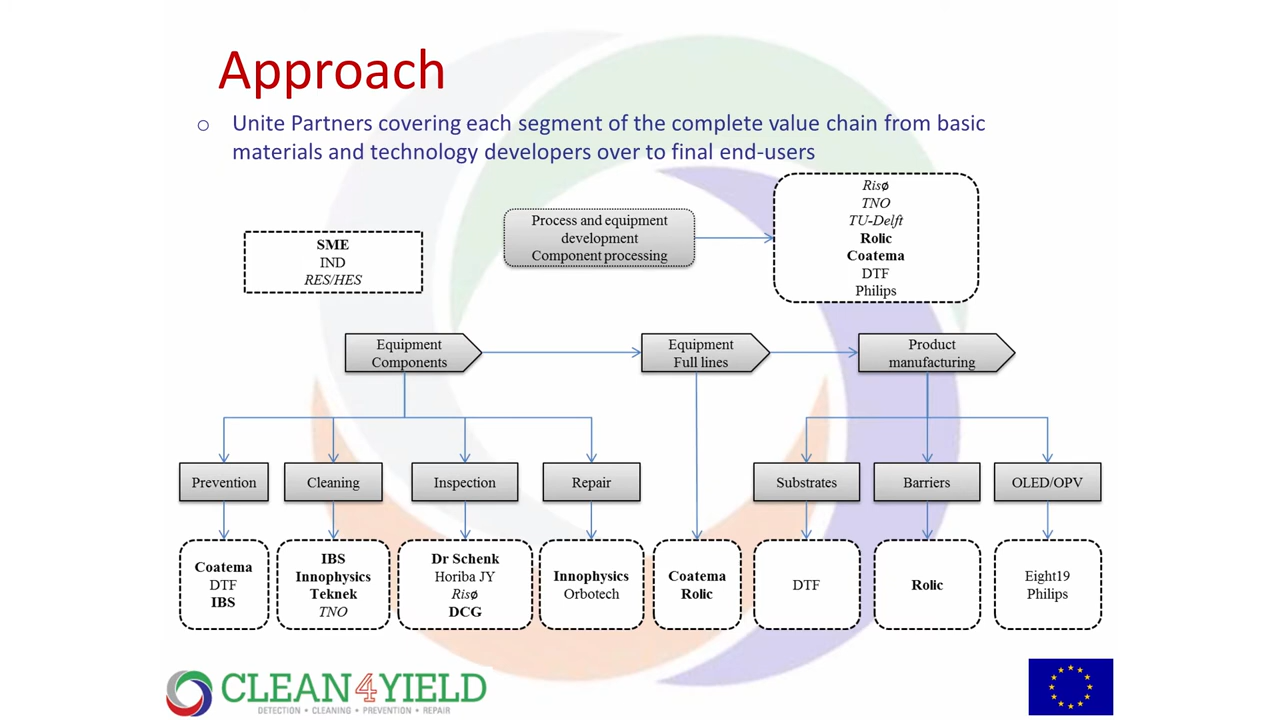 Approach
o Unite Partners covering each segment of the complete value chain from basic
materials and technology developers over to final end-users
SME
IND
RES/HES
Process and equipment
development
Component processing
Risø
TNO
TU-Delft
Rolic
Coatema
DTF
Philips
Equipment
Components
Equipment
Full lines
Product
manufacturing
Prevention
Cleaning
Inspection
Repair
Substrates
Barriers
OLED/OPV
Coatema
DTF
IBS
IBS
Innophysics
Teknek
TNO
Dr Schenk
Horiba JY
Risø
DCG
Innophysics
Orbotech
Coatema
Rolic
DTF
Rolic
Eight19
Philips
CLEAN4YIELD
DETECTION • CLEANING • PREVENTION • REPAIR